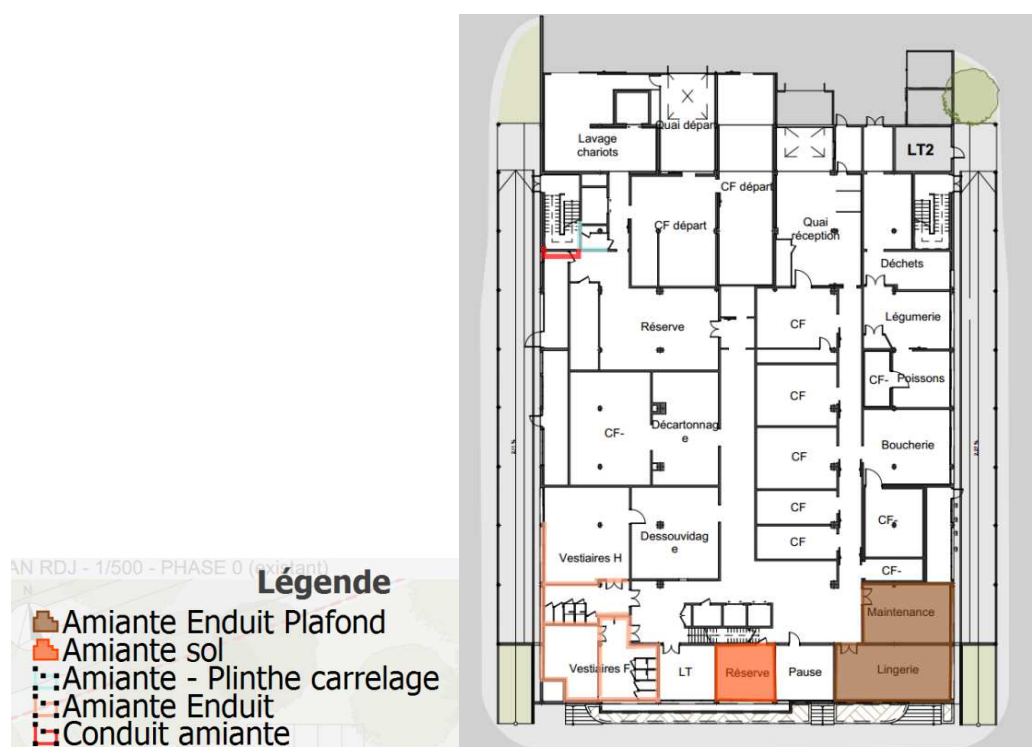 Quai départ
Lavage
chariots
LT2
CF départ
CF départ
Quai
réception
Déchets
Réserve
CF
Légumerie
CF
CF-
Poissons
CF-
Décartonnag
e
CF
Boucherie
CF
CF-
Dessouvidag
e
CF
Vestiaires H
CF-
Maintenance
Vestiaires F
LT
Réserve
Pause
Lingerie
AN RDJ - 1/500 - PHASE 0 (existant)
N
Légende
Amiante Enduit Plafond
Amiante sol
Amiante - Plinthe carrelage
Amiante Enduit
Conduit amiante